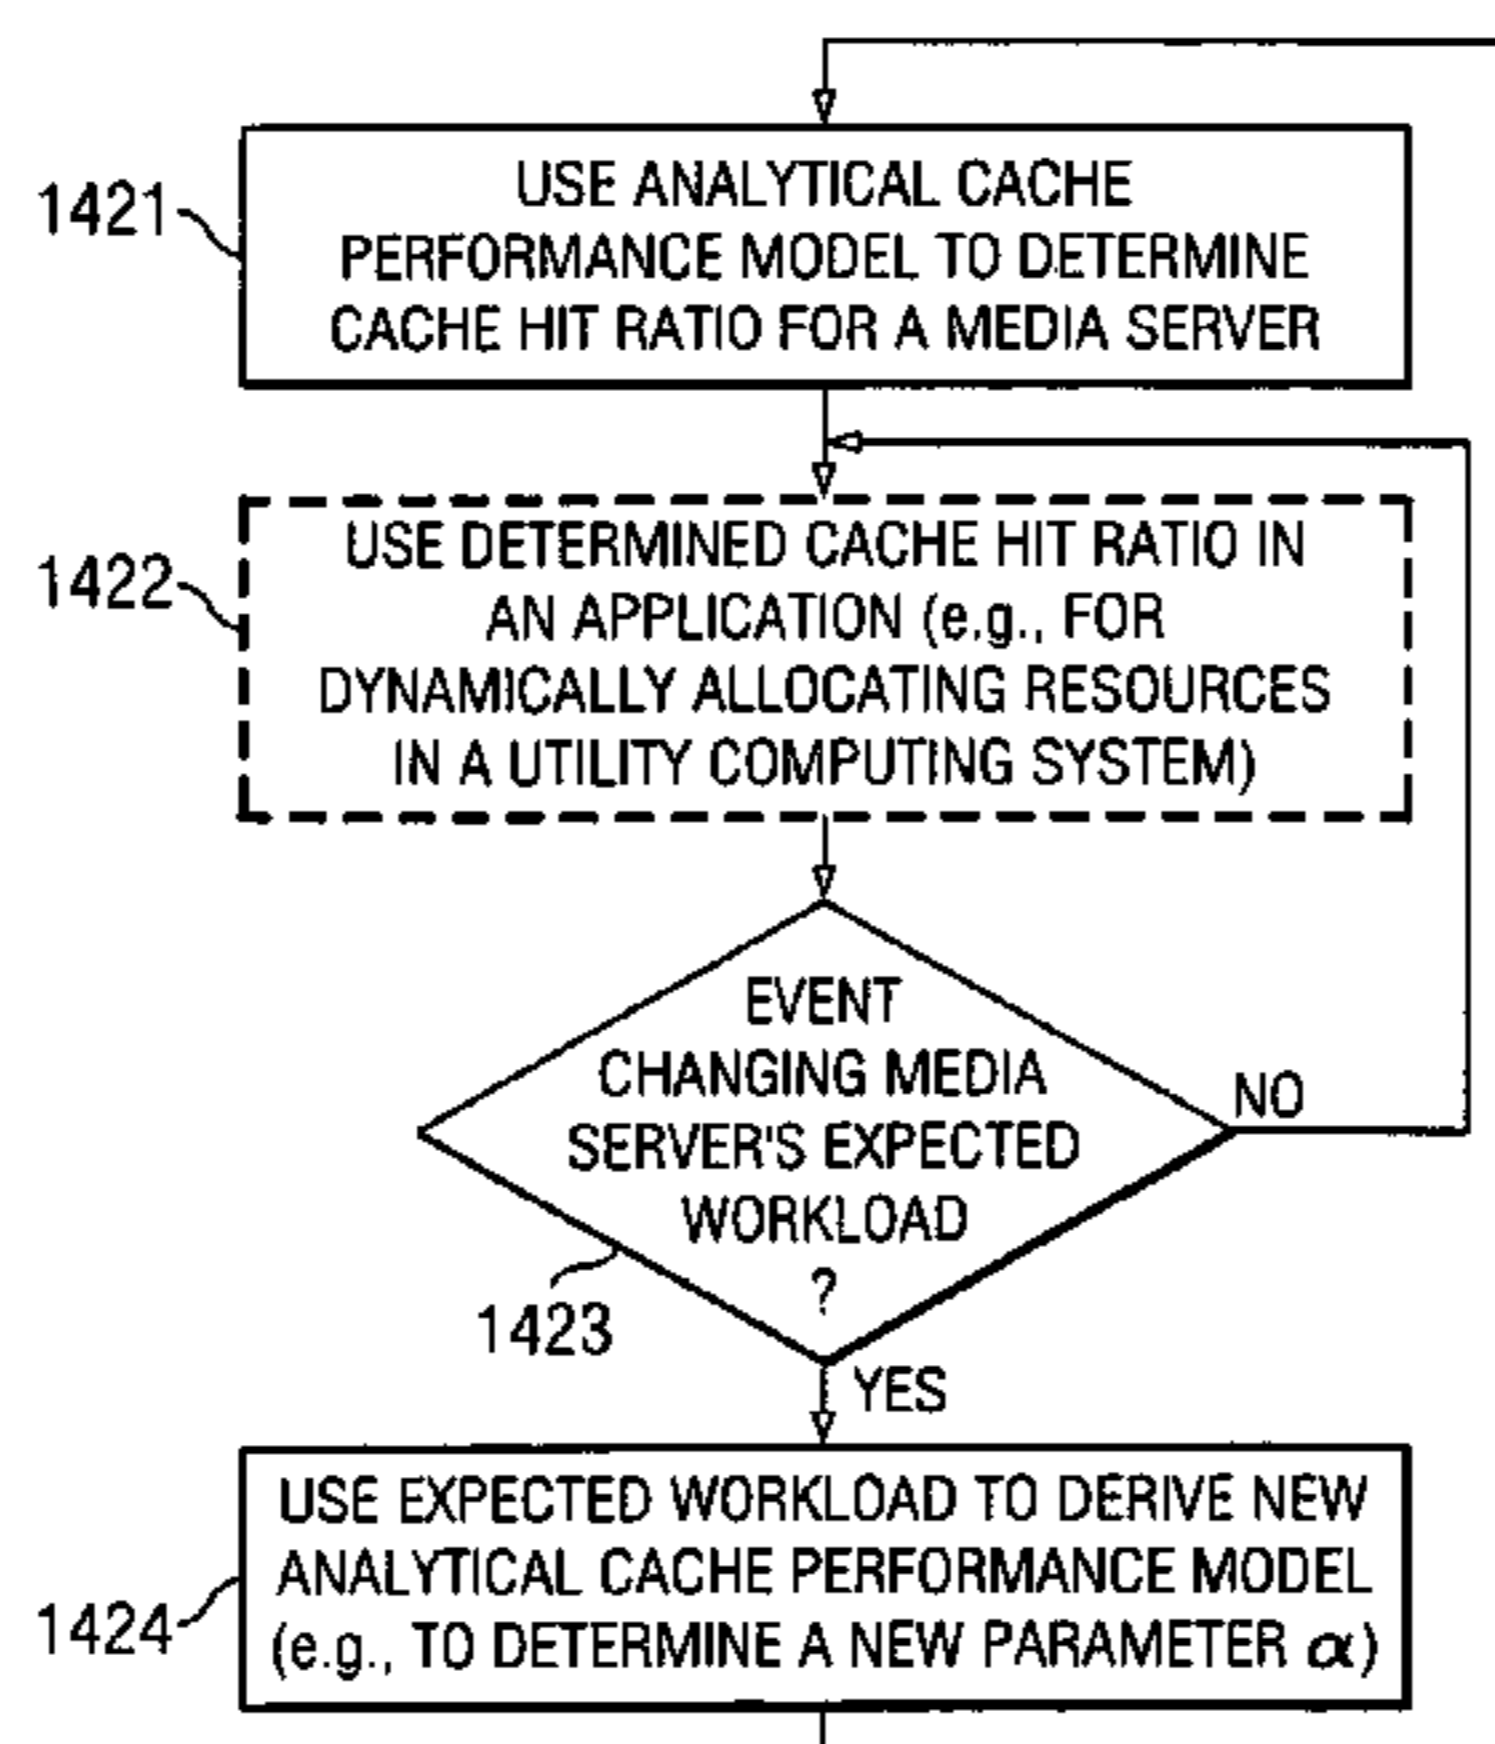 1421
USE ANALYTICAL CACHE
PERFORMANCE MODEL TO DETERMINE
CACHE HIT RATIO FOR A MEDIA SERVER
1422
USE DETERMINED CACHE HIT RATIO IN
AN APPLICATION (e.g., FOR
DYNAMICALLY ALLOCATING RESOURCES
IN A UTILITY COMPUTING SYSTEM)
EVENT
CHANGING MEDIA
SERVER'S EXPECTED
WORKLOAD
?
NO
1423
YES
1424
USE EXPECTED WORKLOAD TO DERIVE NEW
ANALYTICAL CACHE PERFORMANCE MODEL
(e.g., TO DETERMINE A NEW PARAMETER α)